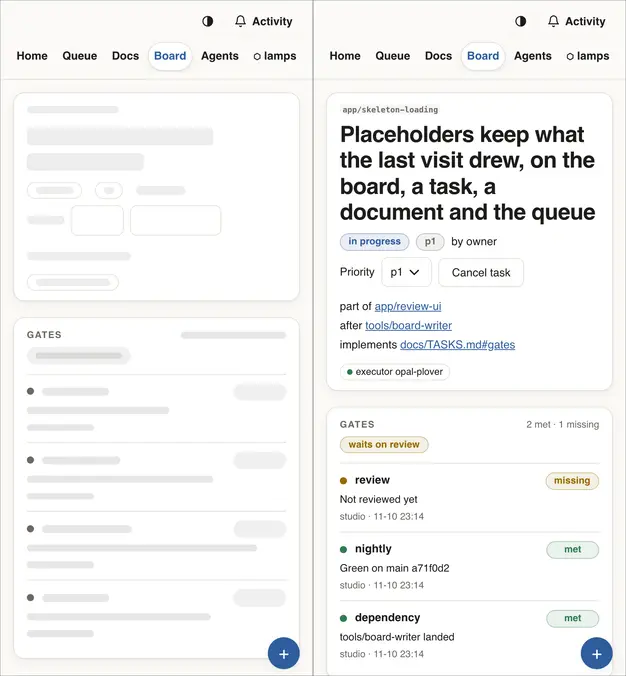 Activity
Home Queue Docs Board Agents lamps
GATES
+
Activity
Home Queue Docs Board Agents lamps
app/skeleton-loading
Placeholders keep what
the last visit drew, on the
board, a task, a
document and the queue
in progress p1 by owner
Priority p1 Cancel task
part of app/review-ui
after tools/board-writer
implements docs/TASKS.md#gates
executor opal-plover
GATES 2 met · 1 missing
waits on review
review missing
Not reviewed yet
studio · 11-10 23:14
nightly met
Green on main a71f0d2
studio · 11-10 23:14
dependency met
tools/board-writer landed
studio · 11-10 23:14
+